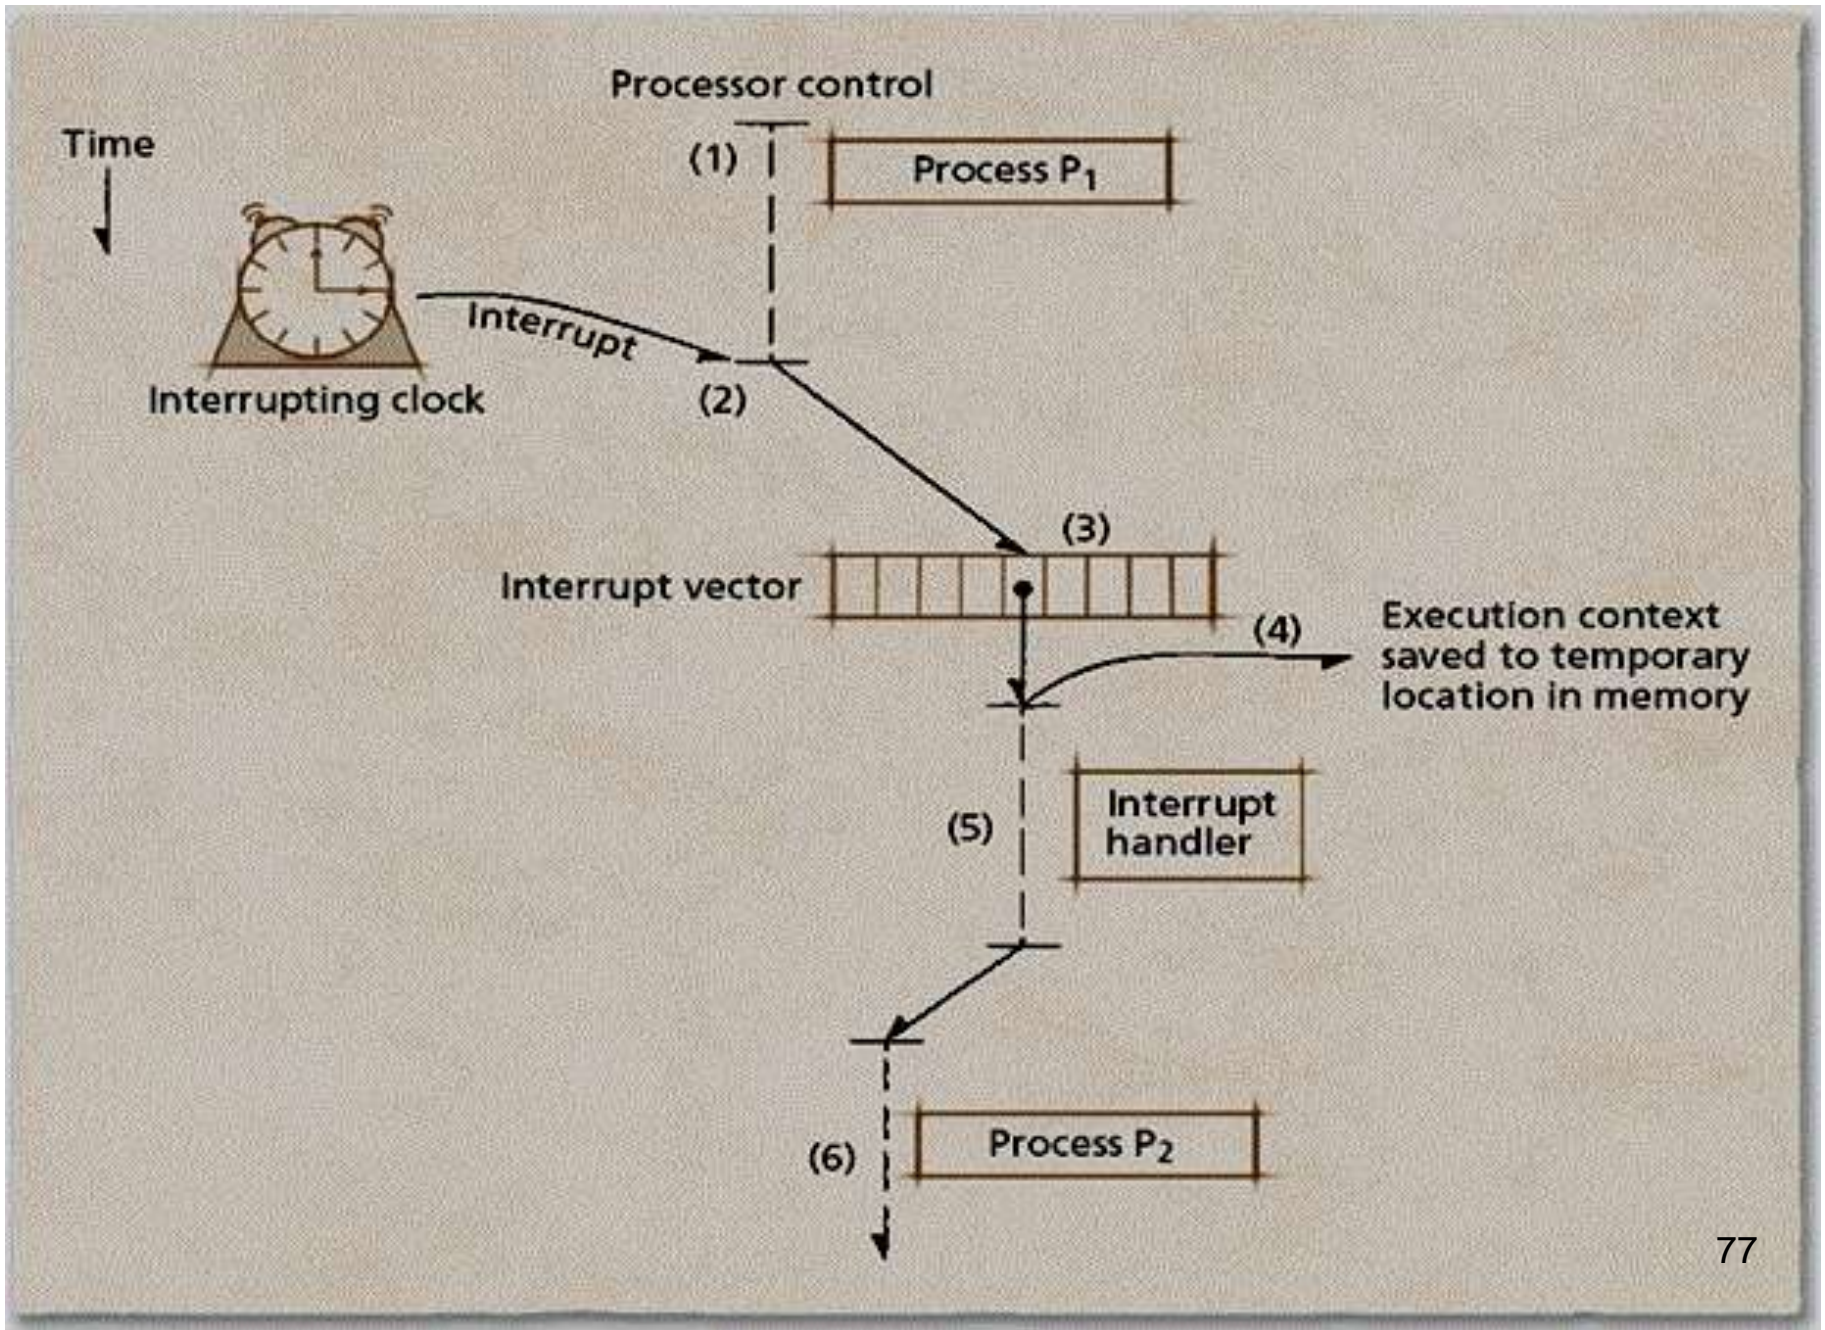 Processor control
Time
(1)
Process P₁
Interrupt
Interrupting clock
(2)
(3)
Interrupt vector
(4)
Execution context
saved to temporary
location in memory
Interrupt
handler
(5)
(6)
Process P₂
77